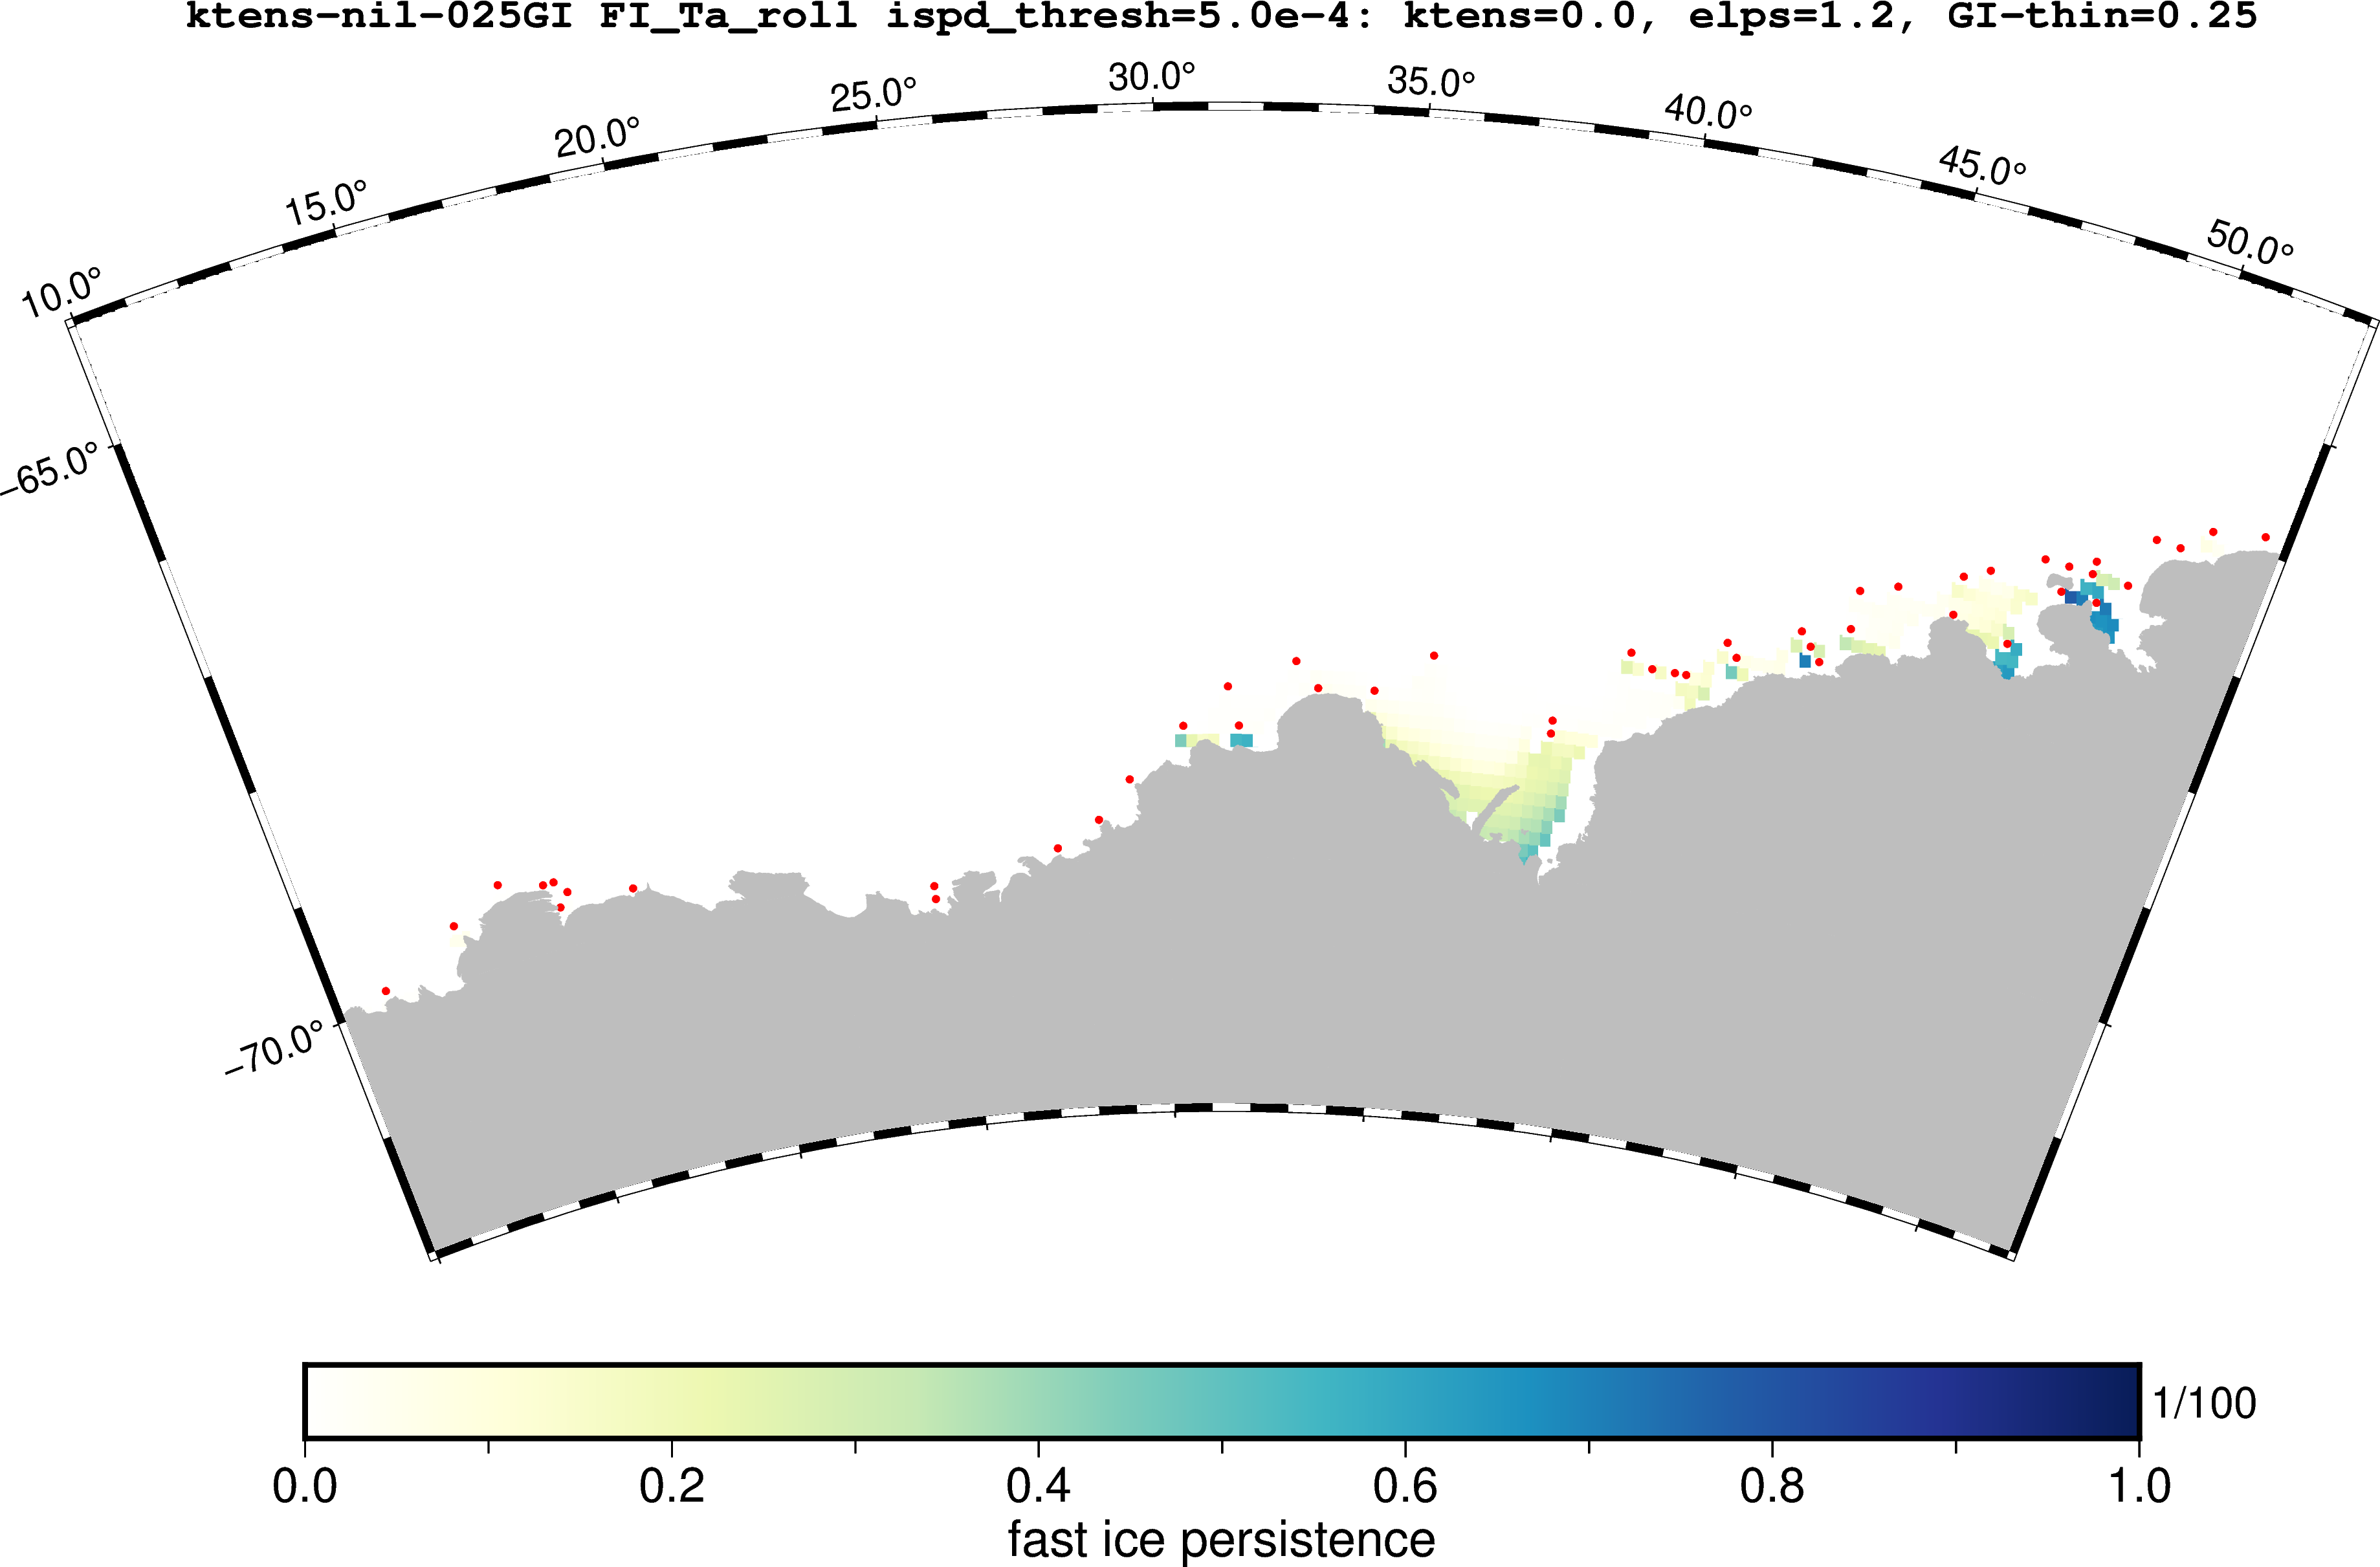 ktens-nil-025GI FI_Ta_roll ispd_thresh=5.0e-4: ktens=0.0, elps=1.2, GI-thin=0.25
10.0° 15.0° 20.0° 25.0° 30.0° 35.0° 40.0° 45.0° 50.0°
-65.0°
-70.0°
1/100
0.0 0.2 0.4 0.6 0.8 1.0
fast ice persistence